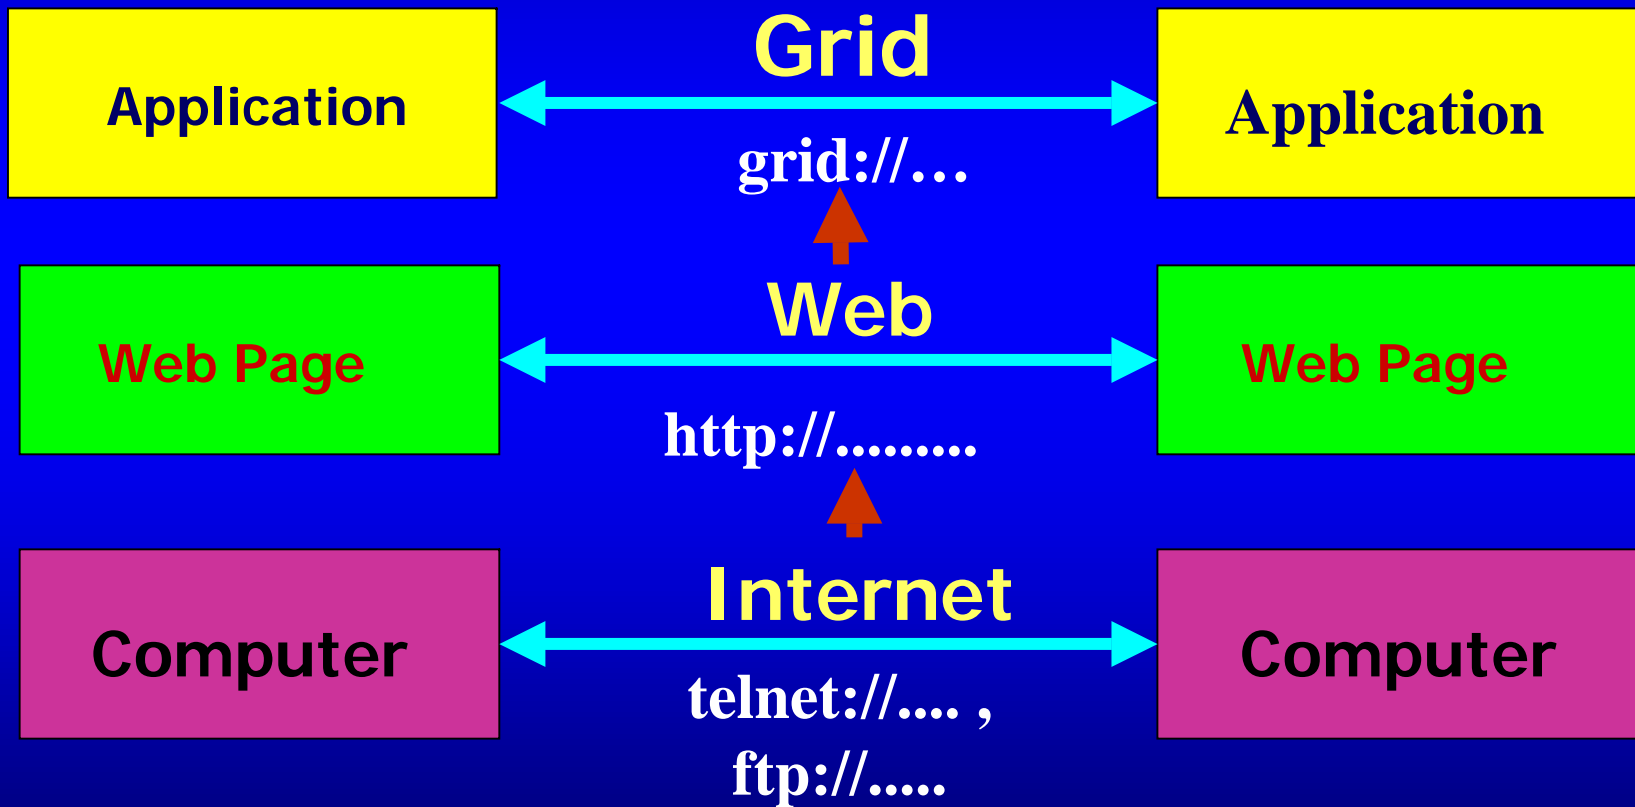 Grid
Application
Application
grid://...
Web
Web Page
Web Page
http://.........
Internet
Computer
Computer
telnet://.... ,
ftp://.....